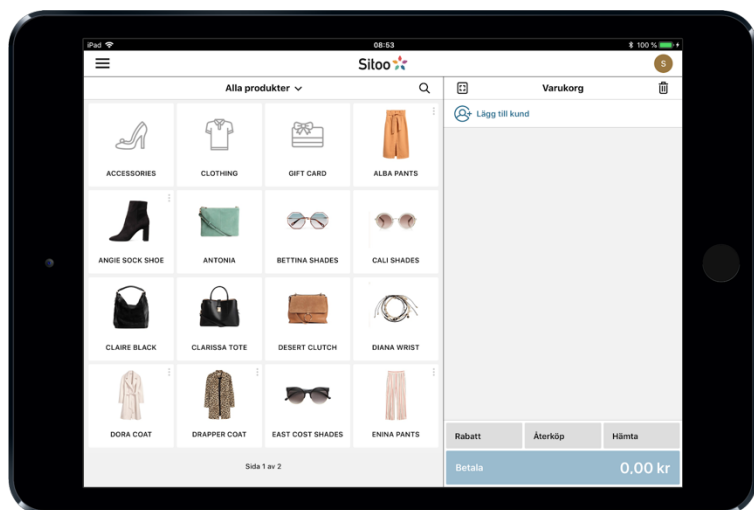 iPad 08:53 100 %
Sitoo S
Alla produkter Varukorg
Lägg till kund
ACCESSORIES CLOTHING GIFT CARD ALBA PANTS
ANGIE SOCK SHOE ANTONIA BETTINA SHADES CALI SHADES
CLAIRE BLACK CLARISSA TOTE DESERT CLUTCH DIANA WRIST
DORA COAT DRAPPER COAT EAST COST SHADES ENINA PANTS
Rabatt Återköp Hämta
Sida 1 av 2
Betala 0,00 kr